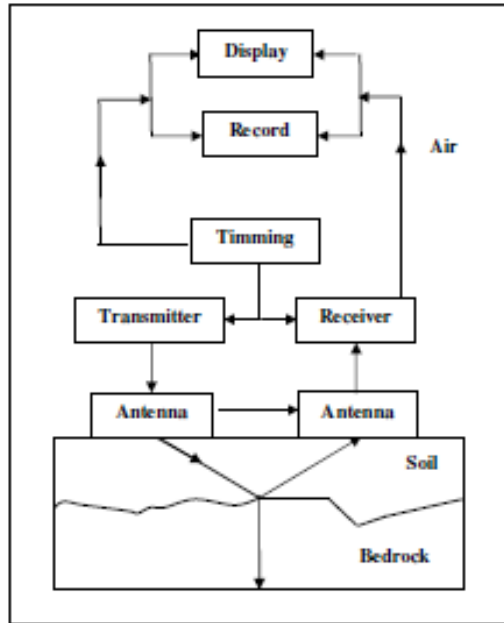 Display
Record
Air
Timming
Transmitter
Receiver
Antenna
Antenna
Soil
Bedrock